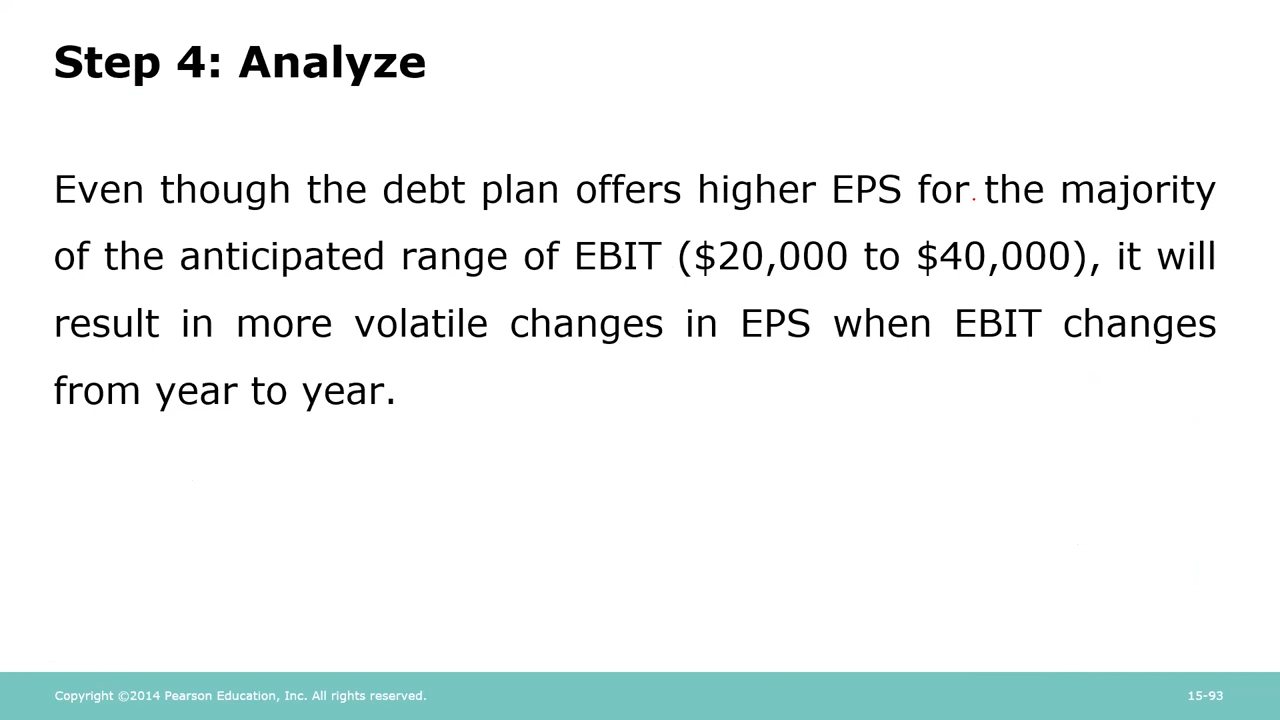 Step 4: Analyze
Even though the debt plan offers higher EPS for the majority
of the anticipated range of EBIT ($20,000 to $40,000), it will
result in more volatile changes in EPS when EBIT changes
from year to year.
Copyright ©2014 Pearson Education, Inc. All rights reserved.
15-93